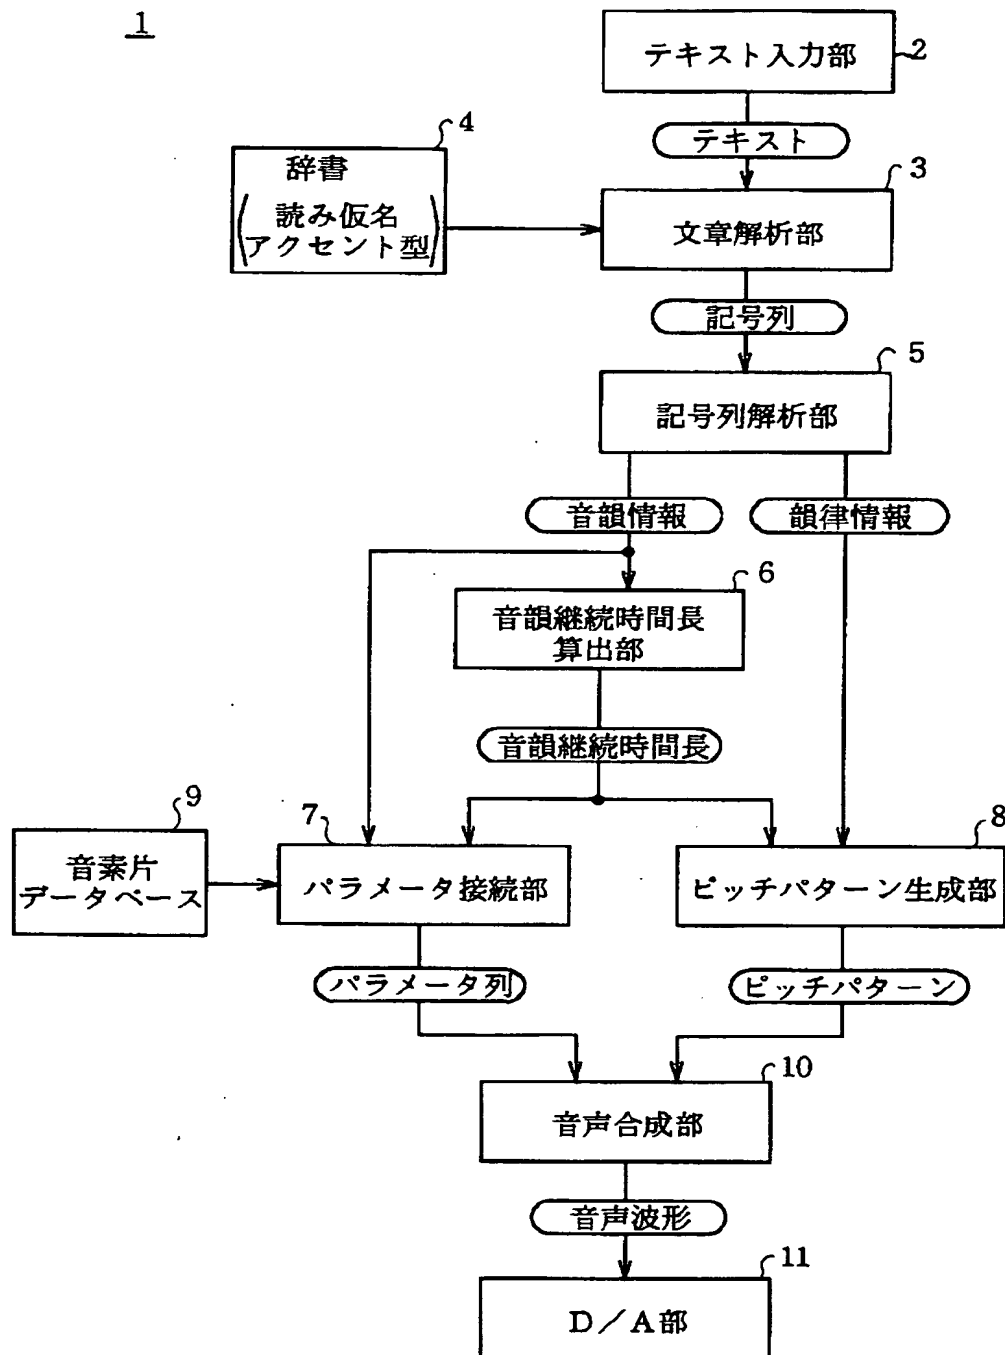 1
テキスト入力部
2
テキスト
4
辞書
読み仮名
アクセント型
3
文章解析部
記号列
5
記号列解析部
音韻情報
韻律情報
6
音韻継続時間長
算出部
音韻継続時間長
9
音素片
データベース
7
パラメータ接続部
8
ピッチパターン生成部
パラメータ列
ピッチパターン
10
音声合成部
音声波形
11
D/A部